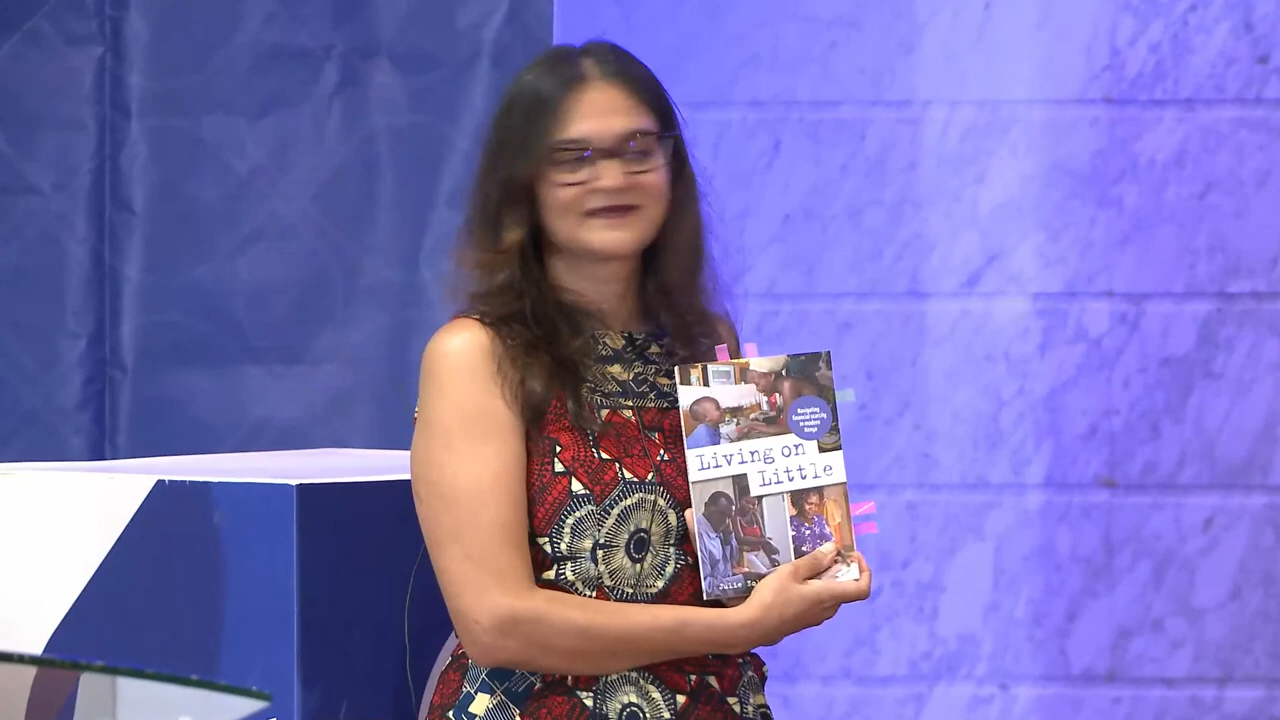 Navigating
financial scarcity
in modern
Kenya
Living on
Little
Julie